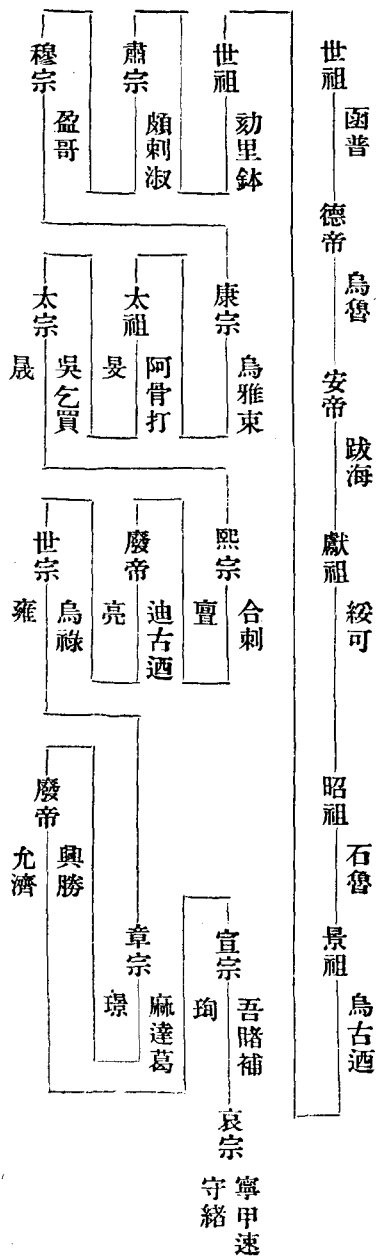 世祖 函普
德帝 烏魯
安帝 跋海
獻祖 綏可
昭祖 石魯
景祖 烏古迺
世祖 劾里鉢
肅宗 頗刺淑
穆宗 盈哥
康宗 烏雅束
太祖 阿骨打 旻
太宗 吳乞買 晟
熙宗 合刺 亶
廢帝 迪古迺 亮
世宗 烏祿 雍
章宗 麻達葛 璟
廢帝 興勝 允濟
宣宗 吾賭補 珣
哀宗 寧甲速 守緒